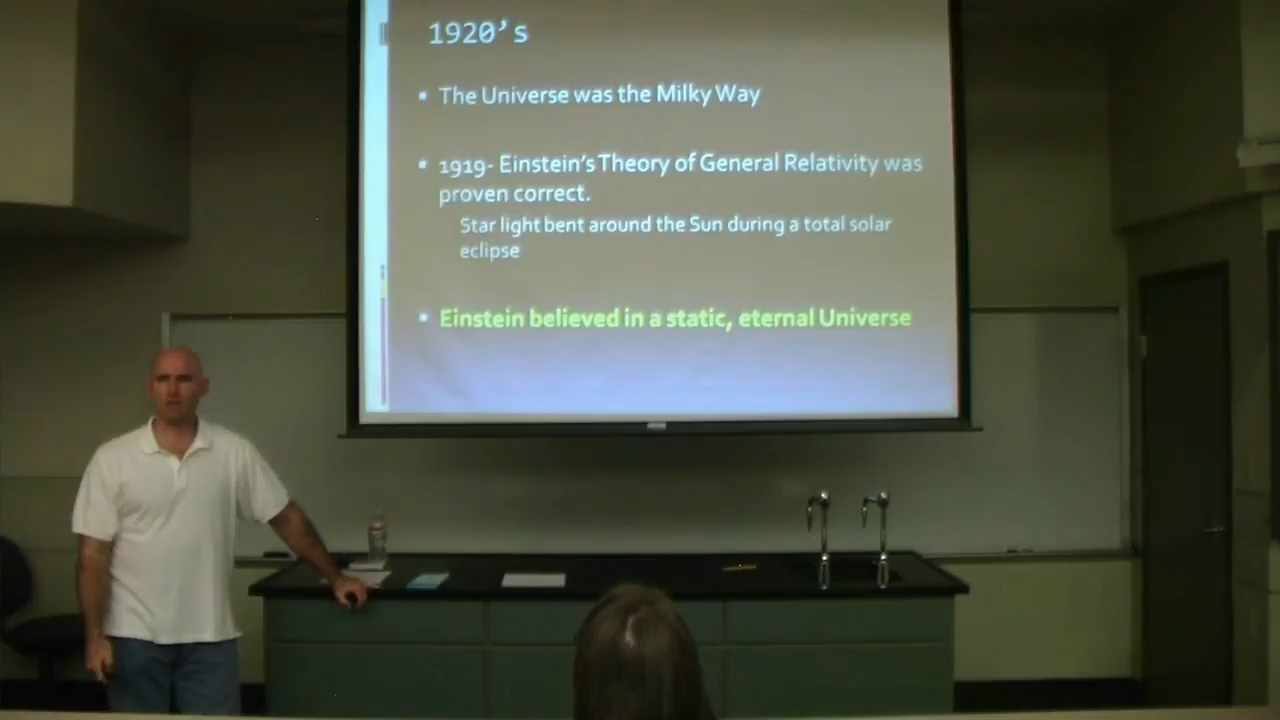 1920's
▪ The Universe was the Milky Way
▪ 1919- Einstein's Theory of General Relativity was
proven correct.
Star light bent around the Sun during a total solar
eclipse
▪ Einstein believed in a static, eternal Universe